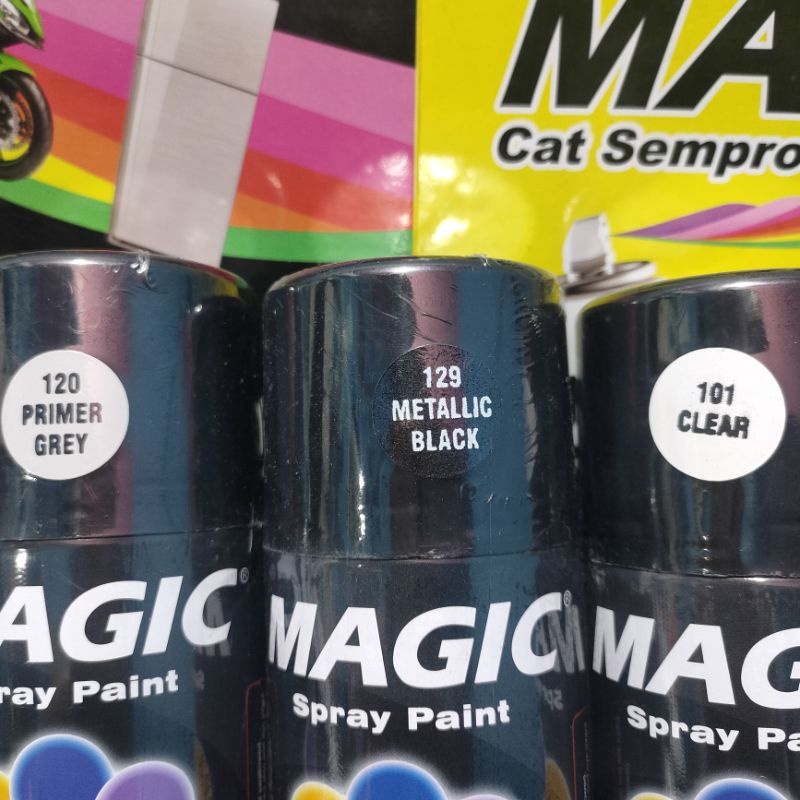 MA
Cat Sempro
120
PRIMER
GREY
129
METALLIC
BLACK
101
CLEAR
AGIC®
ray Paint
MAGIC®
Spray Paint
MAG
Spray Pa